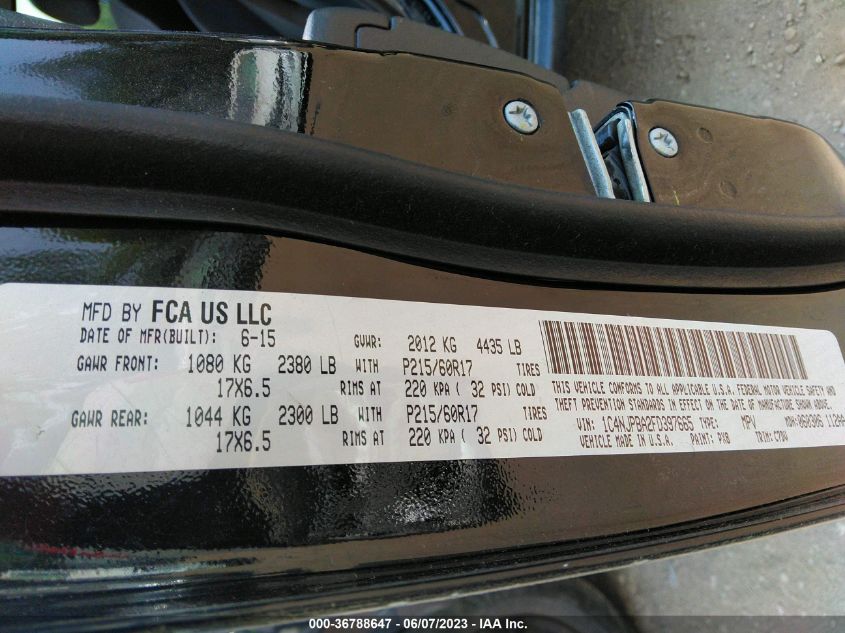 MFD BY FCA US LLC
DATE OF MFR(BUILT): 6-15 GVWR: 2012 KG 4435 LB
GAWR FRONT: 1080 KG 2380 LB WITH P215/60R17 TIRES
17X6.5 RIMS AT 220 KPA ( 32 PSI) COLD
GAWR REAR: 1044 KG 2300 LB WITH P215/60R17 TIRES
17X6.5 RIMS AT 220 KPA ( 32 PSI) COLD
THIS VEHICLE CONFORMS TO ALL APPLICABLE U.S.A. FEDERAL MOTOR VEHICLE SAFETY AND
THEFT PREVENTION STANDARDS IN EFFECT ON THE DATE OF MANUFACTURE SHOWN ABOVE.
VIN: 1C4NJPBA2FD397665 TYPE: MPV MDH:
VEHICLE MADE IN U.S.A. PAINT: PXB TRIM:
000-36788647 - 06/07/2023 - IAA Inc.